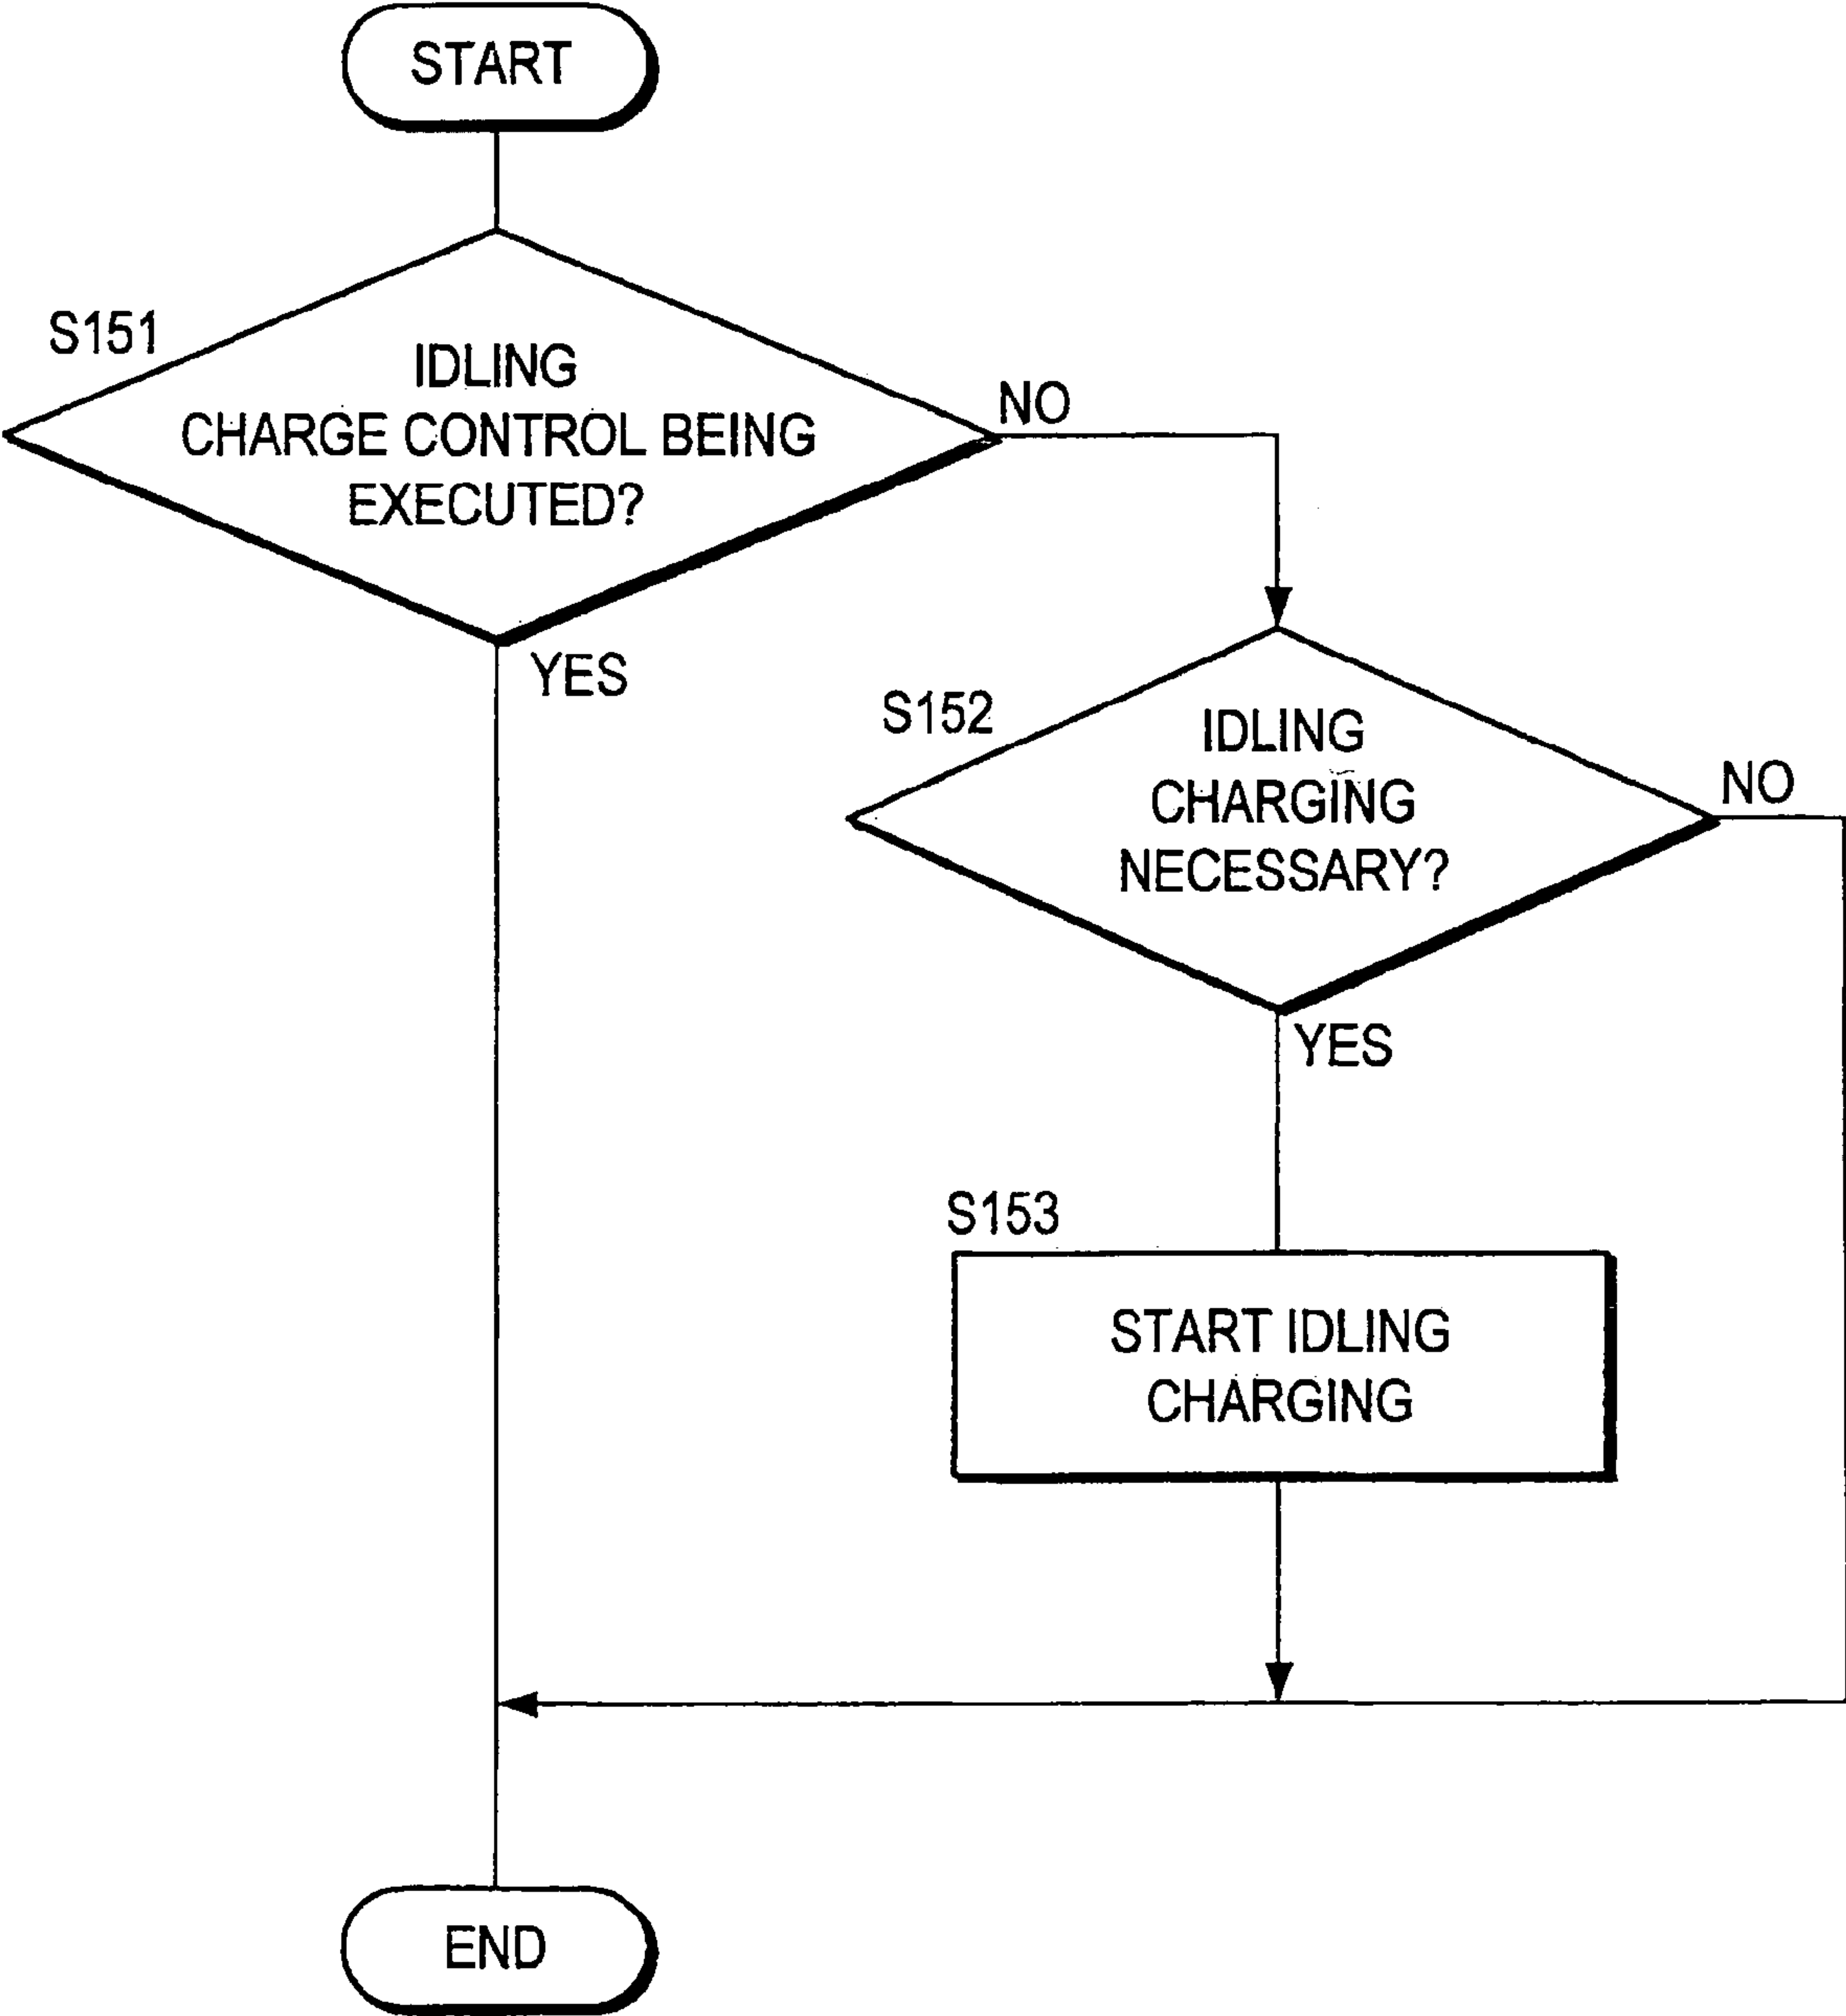 START
S151
IDLING
CHARGE CONTROL BEING
EXECUTED?
NO
YES
S152
IDLING
CHARGING
NECESSARY?
NO
YES
S153
START IDLING
CHARGING
END